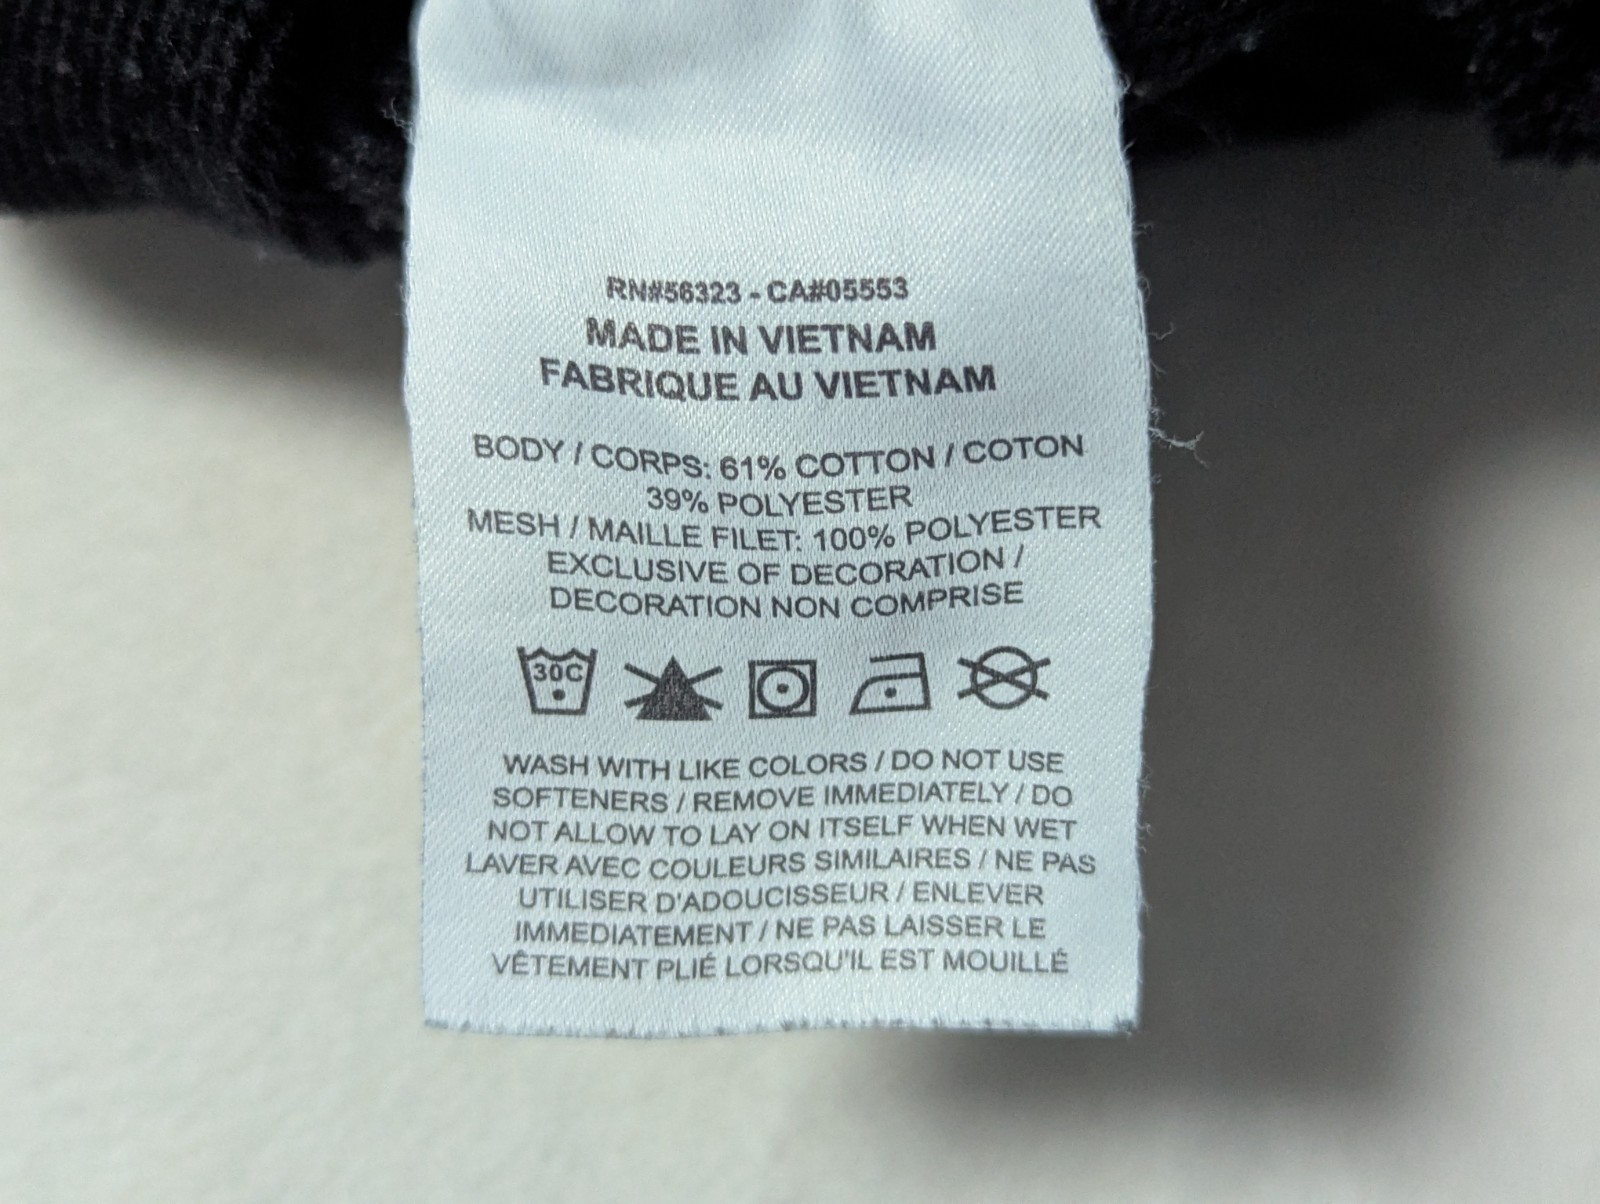 RN#56323 - CA#05553
MADE IN VIETNAM
FABRIQUE AU VIETNAM
BODY / CORPS: 61% COTTON / COTON
39% POLYESTER
MESH / MAILLE FILET: 100% POLYESTER
EXCLUSIVE OF DECORATION /
DECORATION NON COMPRISE
30C
WASH WITH LIKE COLORS / DO NOT USE
SOFTENERS / REMOVE IMMEDIATELY / DO
NOT ALLOW TO LAY ON ITSELF WHEN WET
LAVER AVEC COULEURS SIMILAIRES / NE PAS
UTILISER D'ADOUCISSEUR / ENLEVER
IMMEDIATEMENT / NE PAS LAISSER LE
VÊTEMENT PLIÉ LORSQU'IL EST MOUILLÉ